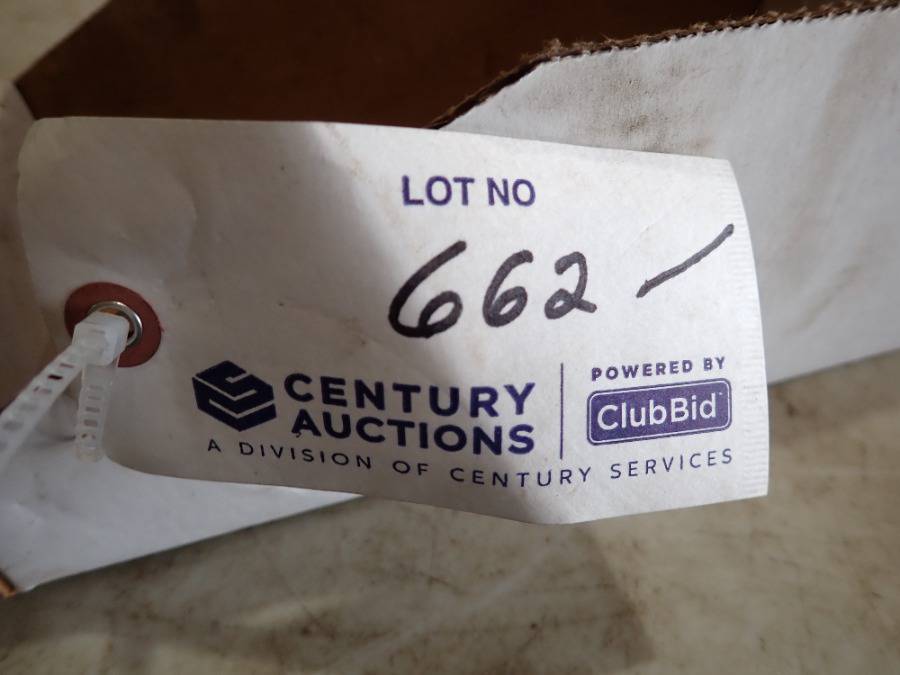 LOT NO
662 —
CENTURY
AUCTIONS
POWERED BY
ClubBid
A DIVISION OF CENTURY SERVICES